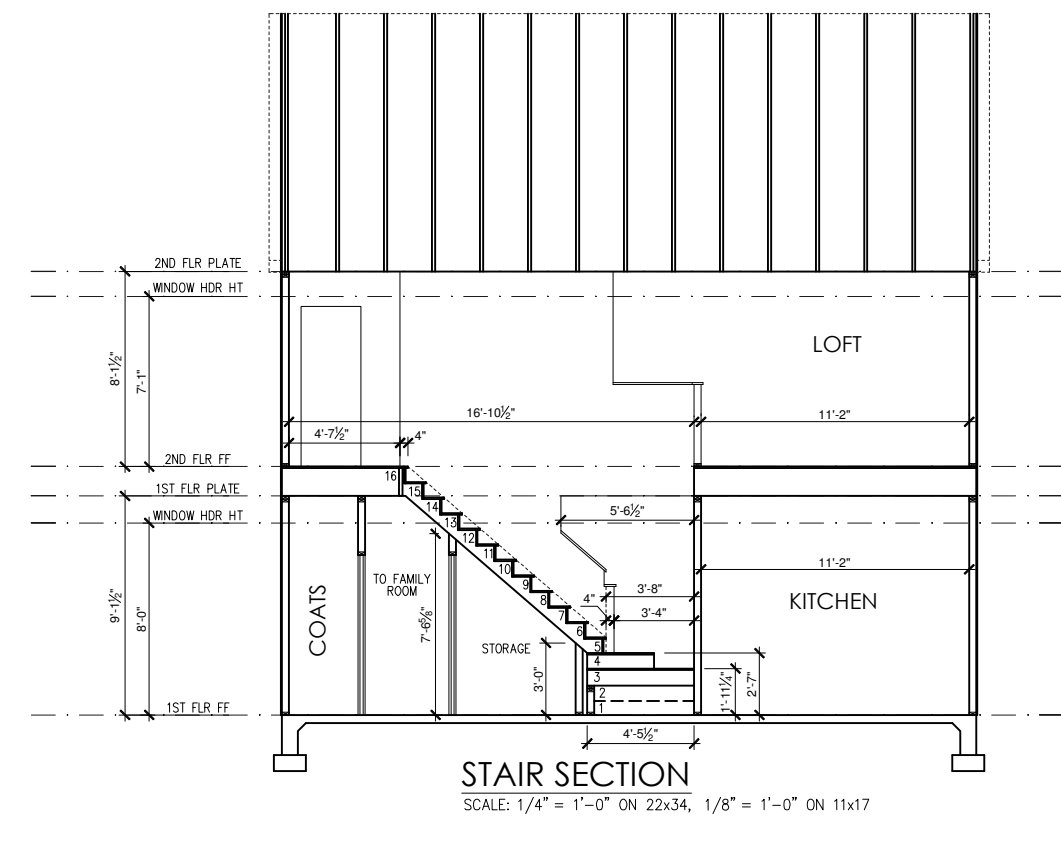 2ND FLR PLATE
WINDOW HDR HT
LOFT
8'-1½"
7'-1"
16'-10½"
11'-2"
4'-7½"
4"
2ND FLR FF
16
1ST FLR PLATE
15
14
5'-6½"
WINDOW HDR HT
13
12
11
10
11'-2"
9
TO FAMILY
ROOM
3'-8"
8
4"
KITCHEN
9'-1½"
8'-0"
COATS
7'-6⅝"
7
3'-4"
6
STORAGE
5
4
3
3'-0"
1'-11¼"
2'-7"
2
1ST FLR FF
1
4'-5½"
STAIR SECTION
SCALE: 1/4" = 1'-0" ON 22x34, 1/8" = 1'-0" ON 11x17